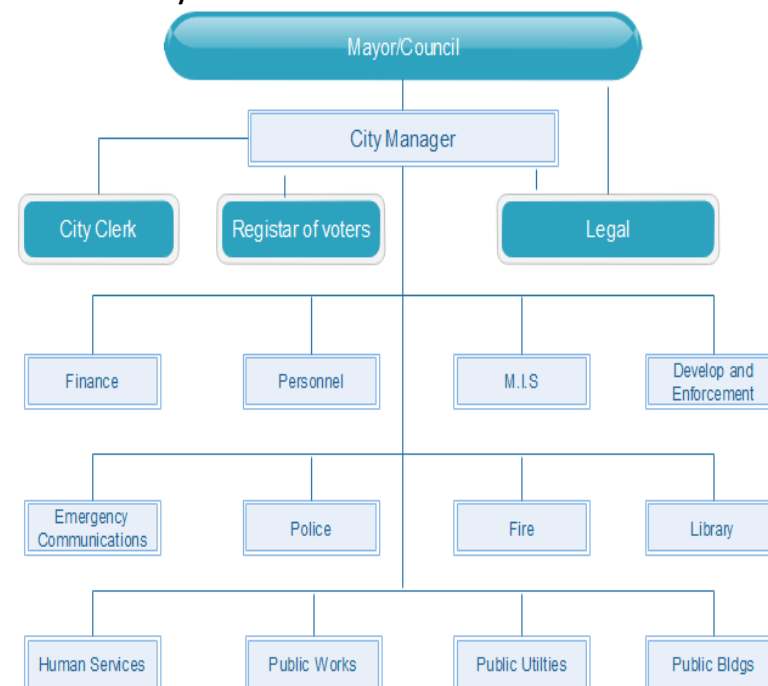 Mayor/Council
City Manager
City Clerk
Registar of voters
Legal
Finance
Personnel
M.I.S
Develop and
Enforcement
Emergency
Communications
Police
Fire
Library
Human Services
Public Works
Public Utilties
Public Bldgs